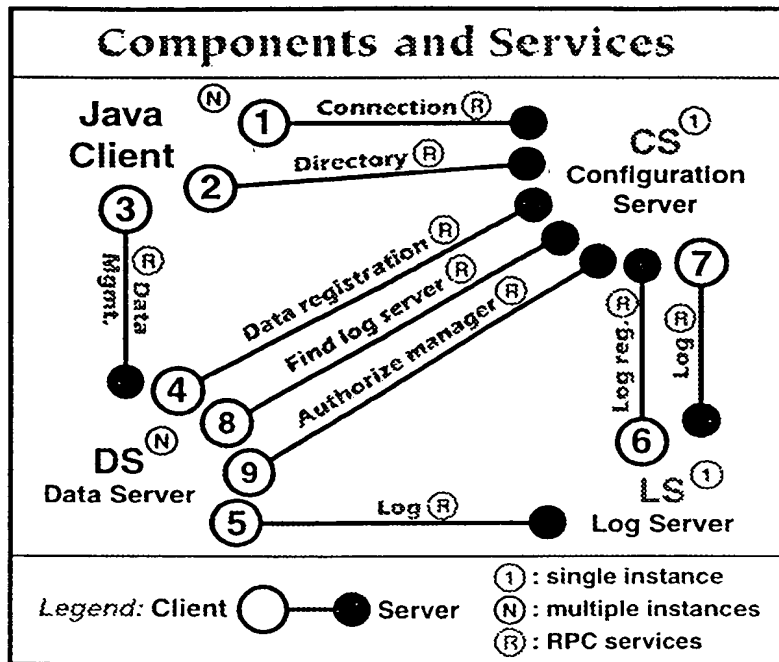 Components and Services
Java Client
N
1
Connection R
CS 1
Configuration Server
2
Directory R
3
R Data Mgmt.
Data registration R
Find log server R
Authorize manager R
Log reg. R
7
Log R
4
8
9
6
DS N
Data Server
5
Log R
LS 1
Log Server
Legend: Client Server
1 : single instance
N : multiple instances
R : RPC services